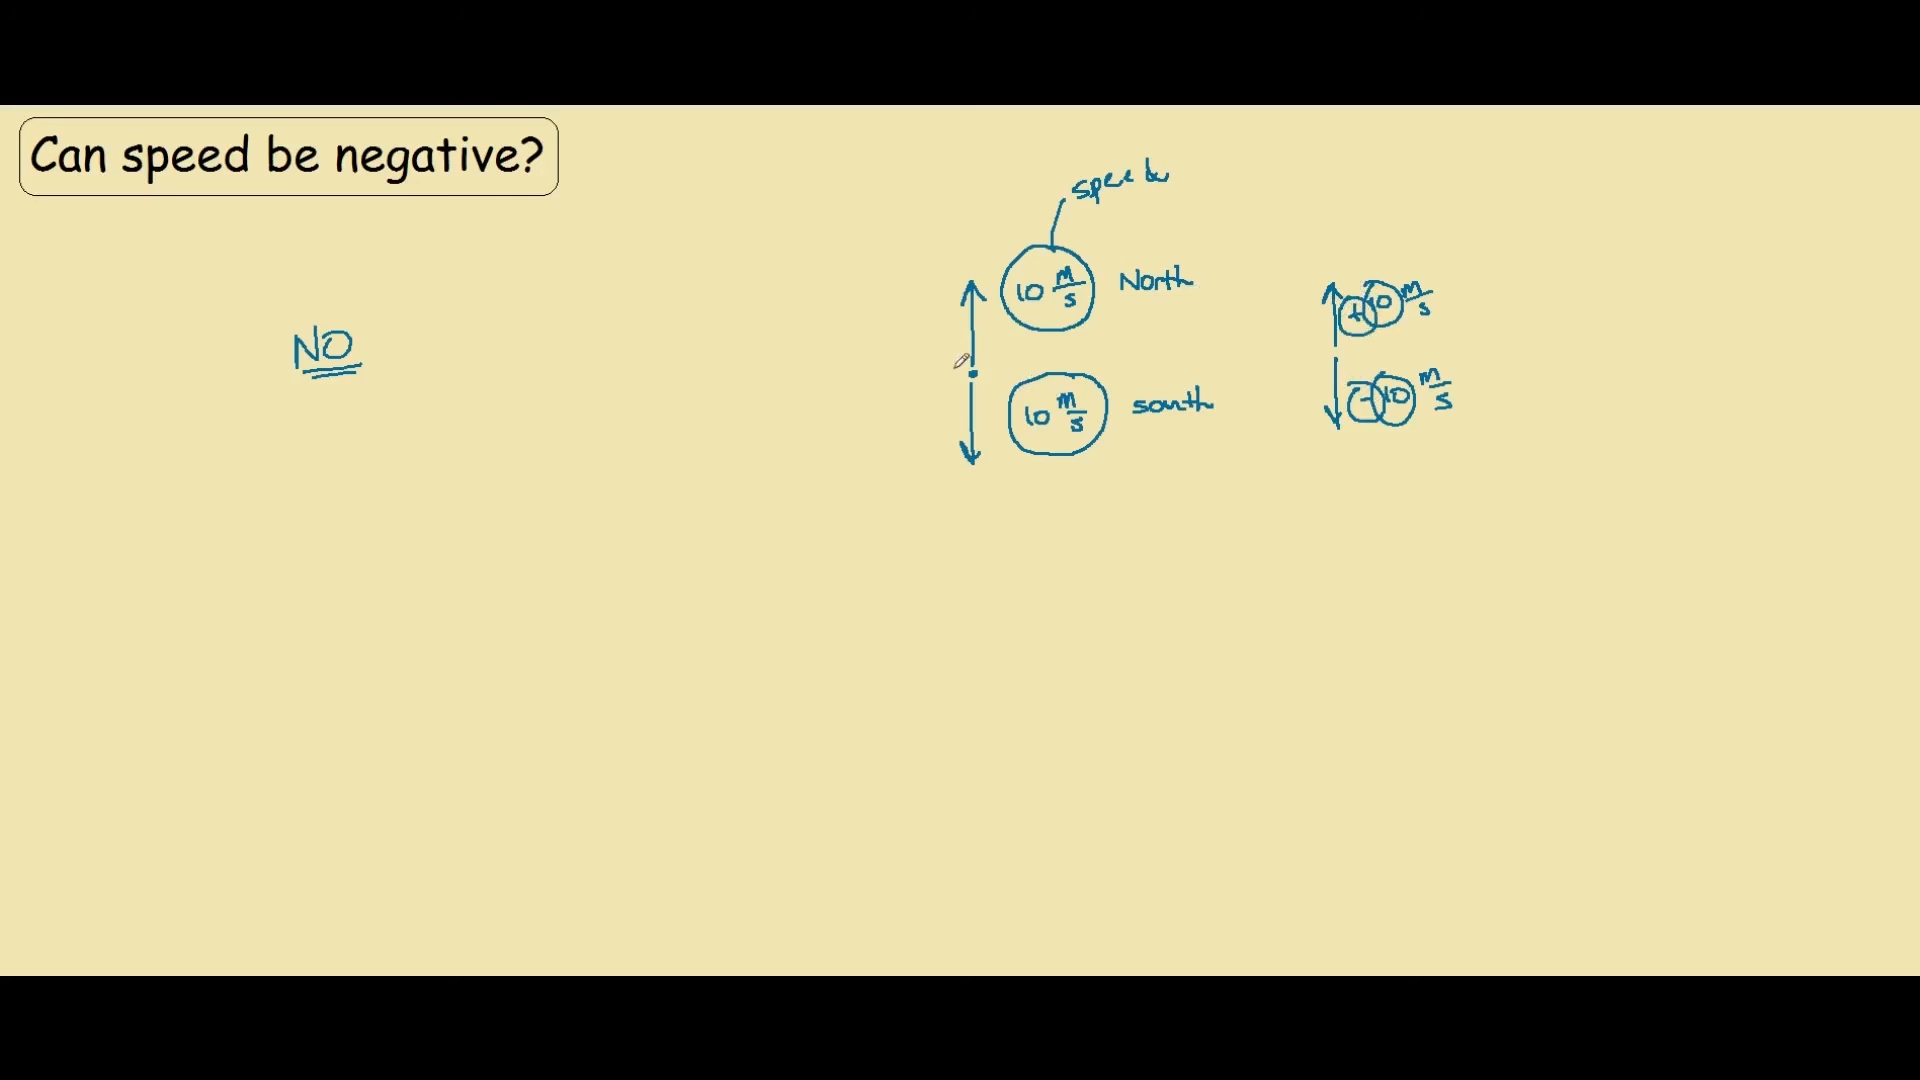 Can speed be negative?
speed
10 m/s North
+10 m/s
NO
10 m/s south
-10 m/s